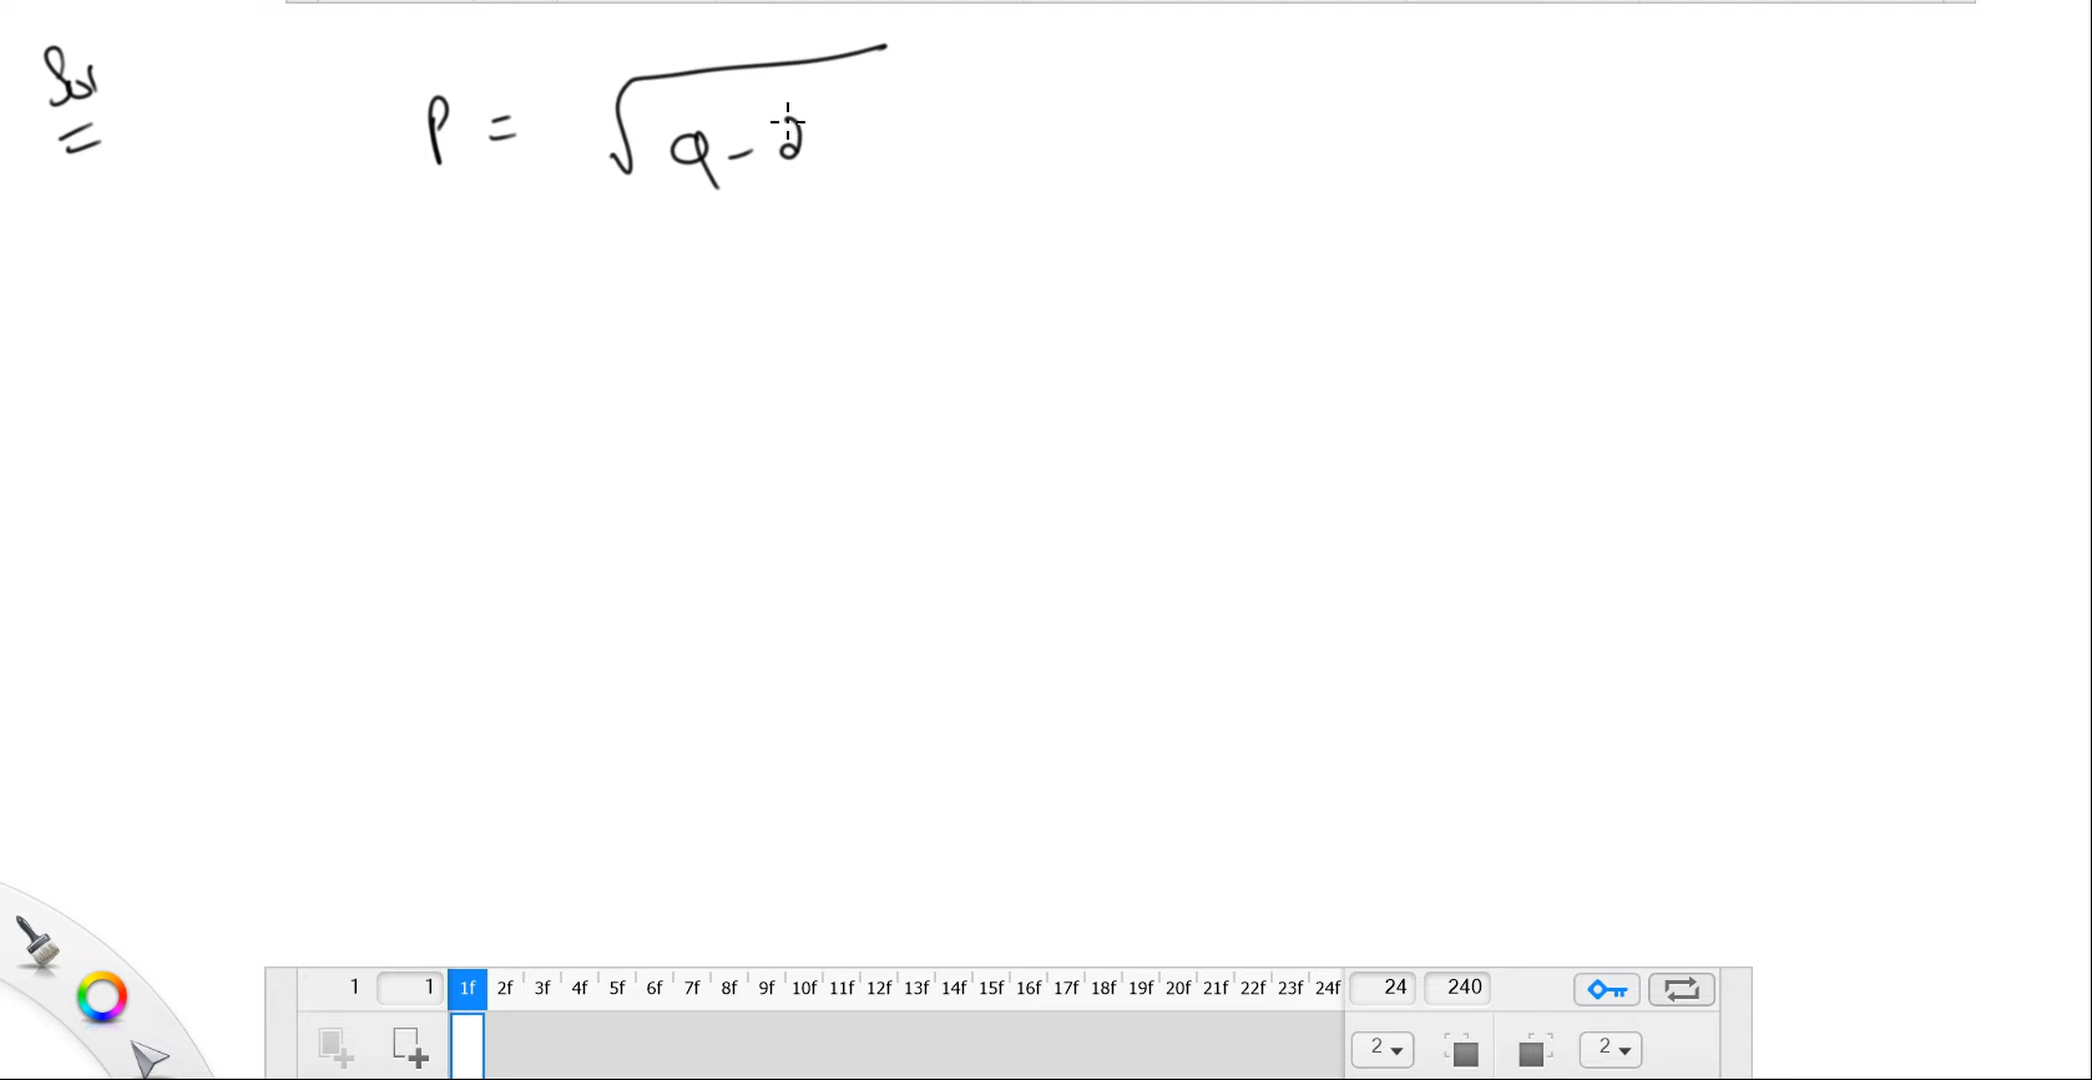 Sol
P = √q - 2
1 1 1f 2f 3f 4f 5f 6f 7f 8f 9f 10f 11f 12f 13f 14f 15f 16f 17f 18f 19f 20f 21f 22f 23f 24f 24 240
2 2